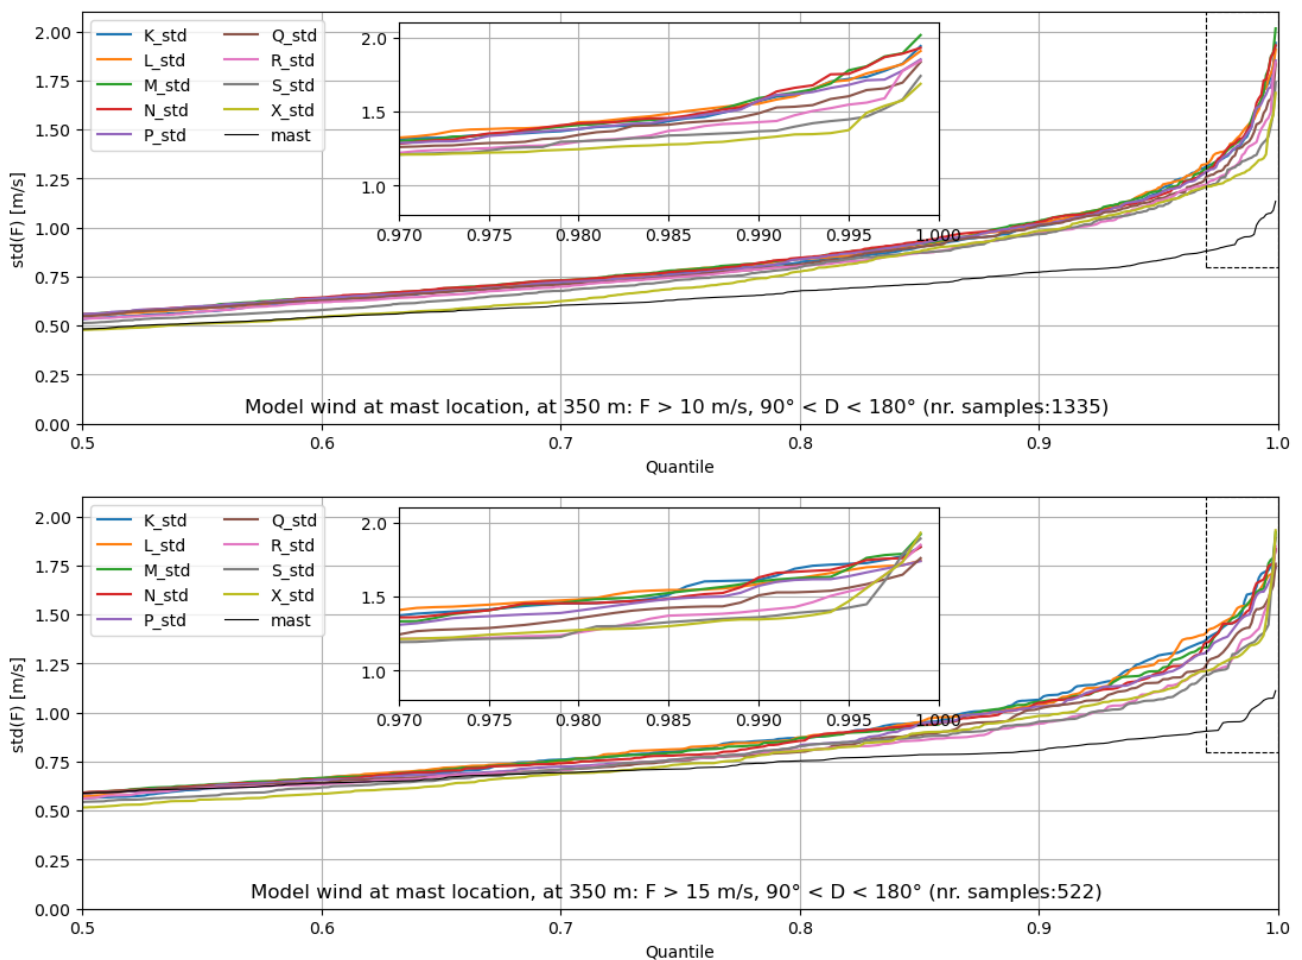 2.00
1.75
1.50
1.25
1.00
0.75
0.50
0.25
0.00
std(F) [m/s]
K_std
L_std
M_std
N_std
P_std
Q_std
R_std
S_std
X_std
mast
2.0
1.5
1.0
0.970 0.975 0.980 0.985 0.990 0.995 1.000
Model wind at mast location, at 350 m: F > 10 m/s, 90° < D < 180° (nr. samples:1335)
0.5 0.6 0.7 0.8 0.9 1.0
Quantile
2.00
1.75
1.50
1.25
1.00
0.75
0.50
0.25
0.00
std(F) [m/s]
K_std
L_std
M_std
N_std
P_std
Q_std
R_std
S_std
X_std
mast
2.0
1.5
1.0
0.970 0.975 0.980 0.985 0.990 0.995 1.000
Model wind at mast location, at 350 m: F > 15 m/s, 90° < D < 180° (nr. samples:522)
0.5 0.6 0.7 0.8 0.9 1.0
Quantile